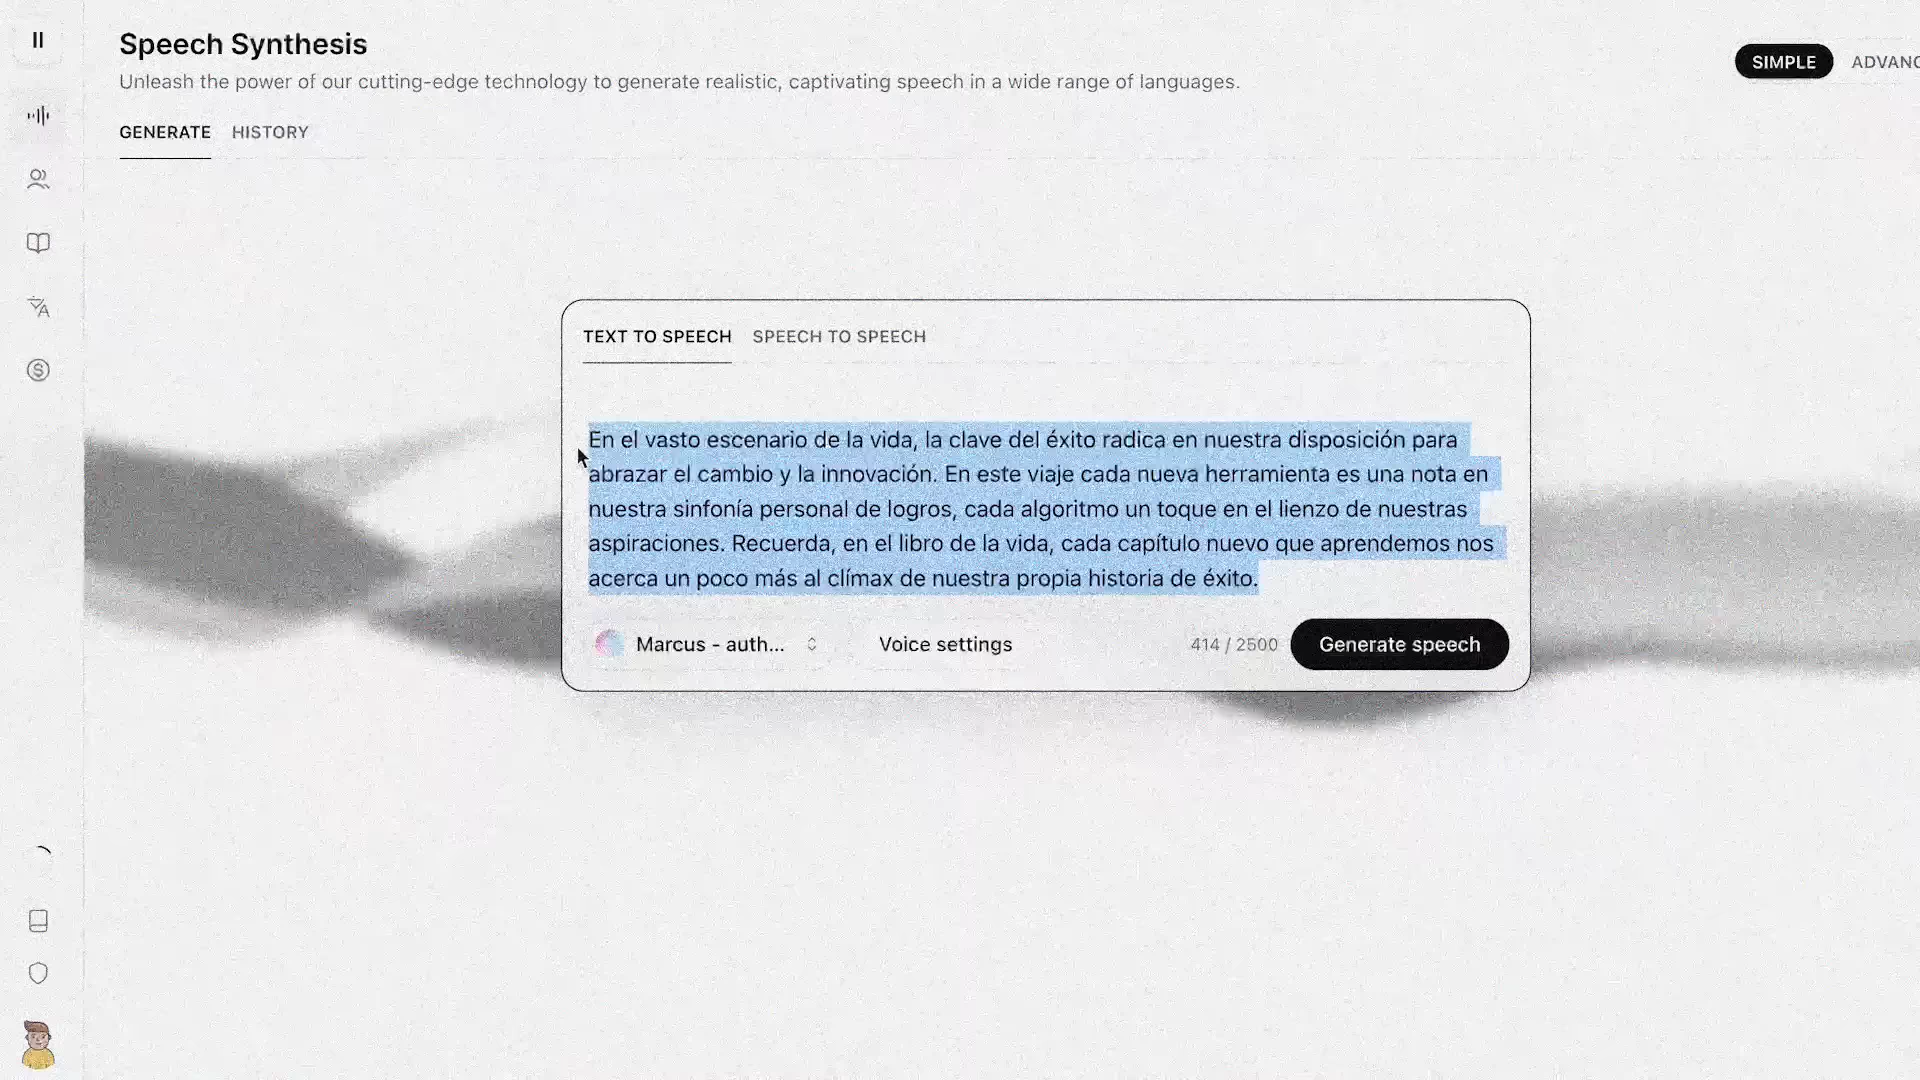 Speech Synthesis
Unleash the power of our cutting-edge technology to generate realistic, captivating speech in a wide range of languages.
SIMPLE
GENERATE HISTORY
TEXT TO SPEECH SPEECH TO SPEECH
En el vasto escenario de la vida, la clave del éxito radica en nuestra disposición para
abrazar el cambio y la innovación. En este viaje cada nueva herramienta es una nota en
nuestra sinfonía personal de logros, cada algoritmo un toque en el lienzo de nuestras
aspiraciones. Recuerda, en el libro de la vida, cada capítulo nuevo que aprendemos nos
acerca un poco más al clímax de nuestra propia historia de éxito.
Marcus - auth... Voice settings 414 / 2500 Generate speech